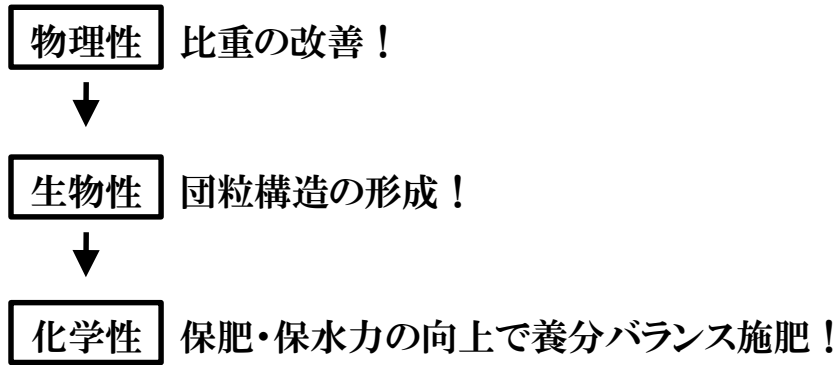 物理性 比重の改善！
生物性 団粒構造の形成！
化学性 保肥・保水力の向上で養分バランス施肥！